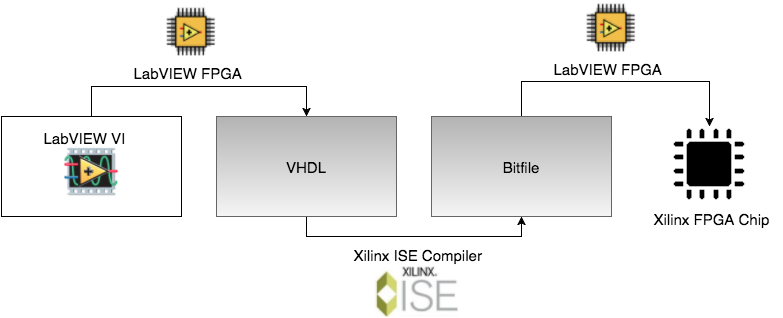 LabVIEW FPGA
LabVIEW FPGA
LabVIEW VI
VHDL
Bitfile
Xilinx FPGA Chip
Xilinx ISE Compiler
XILINX.
ISE